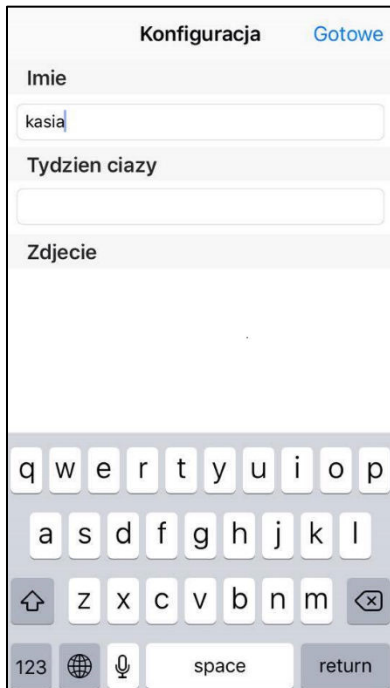 Konfiguracja Gotowe
Imie
kasia
Tydzien ciazy
Zdjecie
q w e r t y u i o p
a s d f g h j k l
z x c v b n m
123 space return